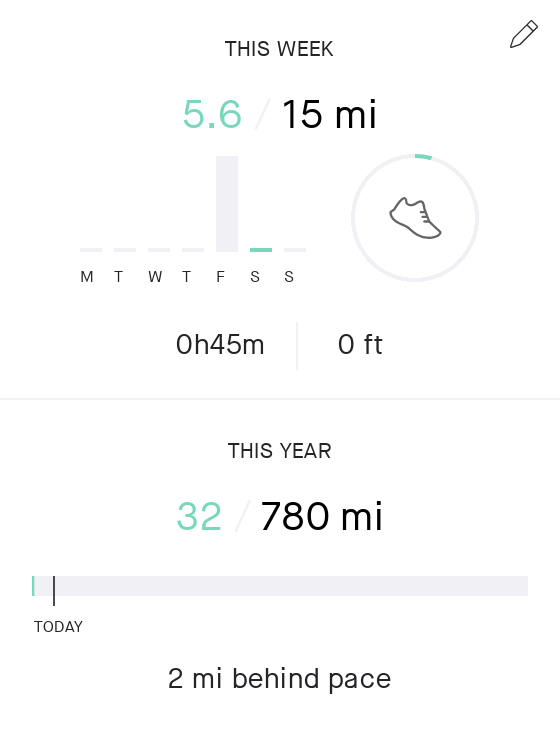 THIS WEEK
5.6 / 15 mi
M T W T F S S
0h45m 0 ft
THIS YEAR
32 / 780 mi
TODAY
2 mi behind pace